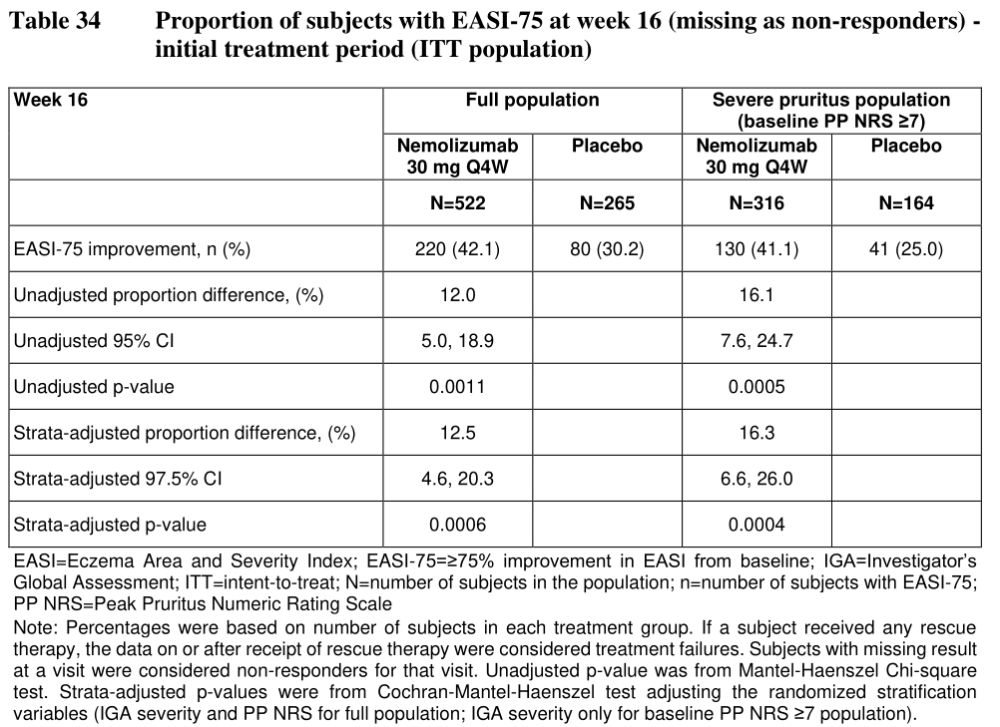 Table 34 Proportion of subjects with EASI-75 at week 16 (missing as non-responders) -
initial treatment period (ITT population)
Week 16 Full population Severe pruritus population
(baseline PP NRS ≥7)
Nemolizumab
30 mg Q4W Placebo Nemolizumab
30 mg Q4W Placebo
N=522 N=265 N=316 N=164
EASI-75 improvement, n (%) 220 (42.1) 80 (30.2) 130 (41.1) 41 (25.0)
Unadjusted proportion difference, (%) 12.0 16.1
Unadjusted 95% CI 5.0, 18.9 7.6, 24.7
Unadjusted p-value 0.0011 0.0005
Strata-adjusted proportion difference, (%) 12.5 16.3
Strata-adjusted 97.5% CI 4.6, 20.3 6.6, 26.0
Strata-adjusted p-value 0.0006 0.0004
EASI=Eczema Area and Severity Index; EASI-75=≥75% improvement in EASI from baseline; IGA=Investigator's
Global Assessment; ITT=intent-to-treat; N=number of subjects in the population; n=number of subjects with EASI-75;
PP NRS=Peak Pruritus Numeric Rating Scale
Note: Percentages were based on number of subjects in each treatment group. If a subject received any rescue
therapy, the data on or after receipt of rescue therapy were considered treatment failures. Subjects with missing result
at a visit were considered non-responders for that visit. Unadjusted p-value was from Mantel-Haenszel Chi-square
test. Strata-adjusted p-values were from Cochran-Mantel-Haenszel test adjusting the randomized stratification
variables (IGA severity and PP NRS for full population; IGA severity only for baseline PP NRS ≥7 population).